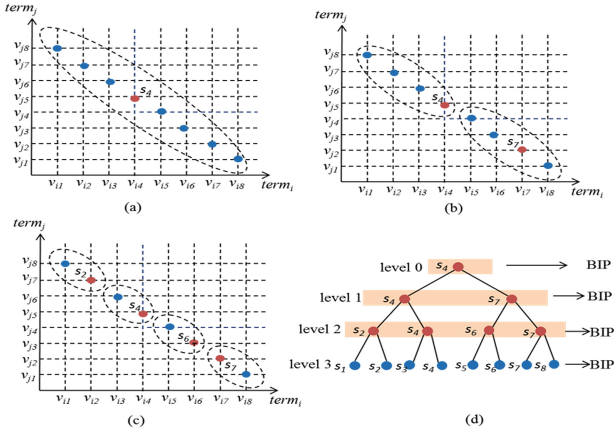 term_j
v_j8
v_j7
v_j6
v_j5
v_j4
v_j3
v_j2
v_j1
s_4
v_i1 v_i2 v_i3 v_i4 v_i5 v_i6 v_i7 v_i8
term_i
(a)
term_j
v_j8
v_j7
v_j6
v_j5
v_j4
v_j3
v_j2
v_j1
s_4
s_7
v_i1 v_i2 v_i3 v_i4 v_i5 v_i6 v_i7 v_i8
term_i
(b)
term_j
v_j8
v_j7
v_j6
v_j5
v_j4
v_j3
v_j2
v_j1
s_2
s_4
s_6
s_7
v_i1 v_i2 v_i3 v_i4 v_i5 v_i6 v_i7 v_i8
term_i
(c)
level 0 s_4 BIP
level 1 s_4 s_7 BIP
level 2 s_2 s_4 s_6 s_7 BIP
level 3 s_1 s_2 s_3 s_4 s_5 s_6 s_7 s_8 BIP
(d)